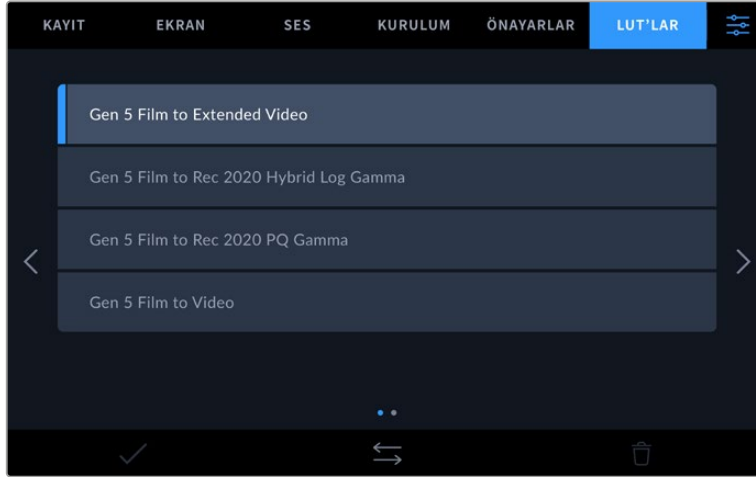 KAYIT EKRAN SES KURULUM ÖNAYARLAR LUT’LAR
Gen 5 Film to Extended Video
Gen 5 Film to Rec 2020 Hybrid Log Gamma
Gen 5 Film to Rec 2020 PQ Gamma
Gen 5 Film to Video